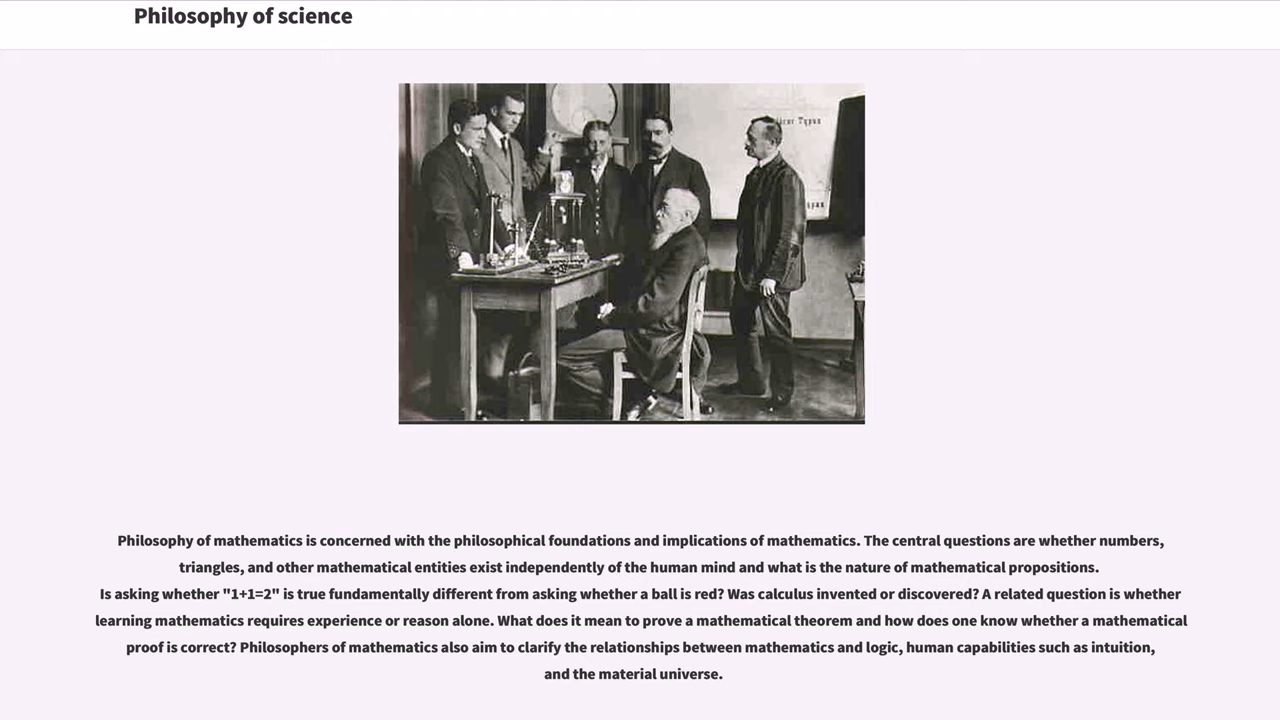 Philosophy of science
Philosophy of mathematics is concerned with the philosophical foundations and implications of mathematics. The central questions are whether numbers,
triangles, and other mathematical entities exist independently of the human mind and what is the nature of mathematical propositions.
Is asking whether "1+1=2" is true fundamentally different from asking whether a ball is red? Was calculus invented or discovered? A related question is whether
learning mathematics requires experience or reason alone. What does it mean to prove a mathematical theorem and how does one know whether a mathematical
proof is correct? Philosophers of mathematics also aim to clarify the relationships between mathematics and logic, human capabilities such as intuition,
and the material universe.